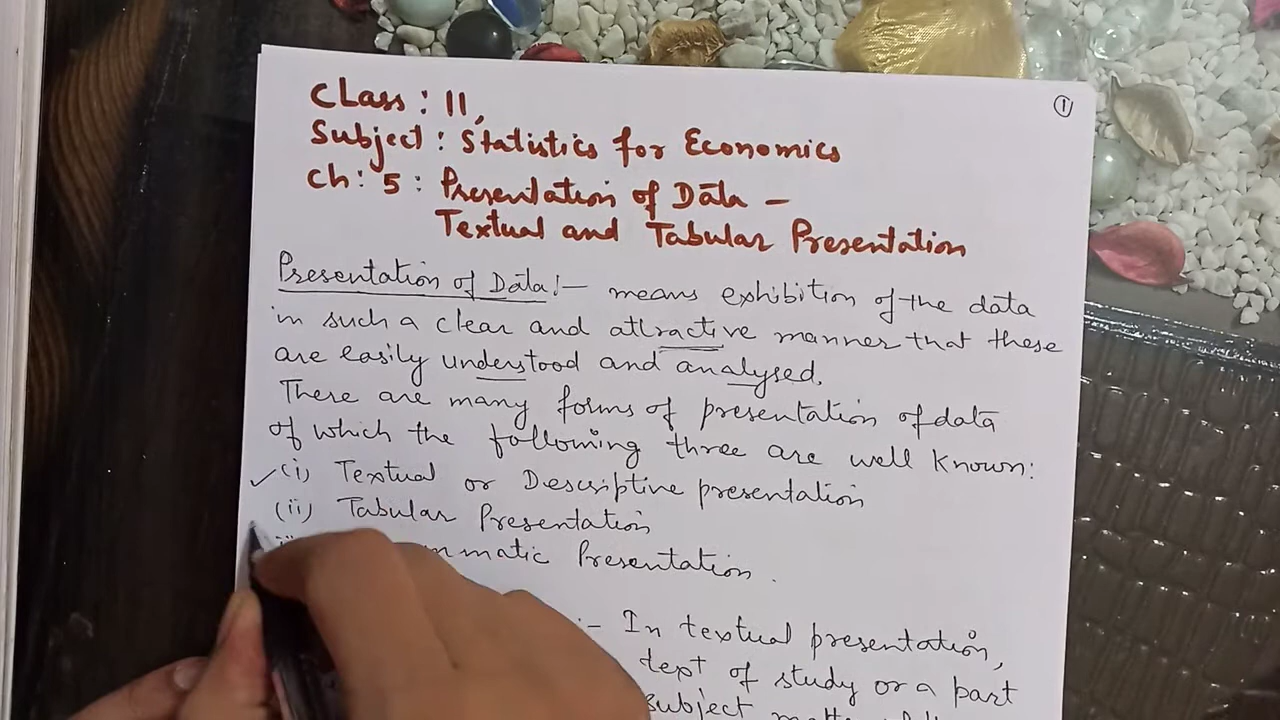 1
Class : 11,
Subject : Statistics for Economics
Ch : 5 : Presentation of Data -
Textual and Tabular Presentation
Presentation of Data :- means exhibition of the data
in such a clear and attractive manner that these
are easily understood and analysed.
There are many forms of presentation of data
of which the following three are well known :
(i) Textual or Descriptive presentation
(ii) Tabular Presentation
mmatic Presentation.
:- In textual presentation,
text of study or a part
subject